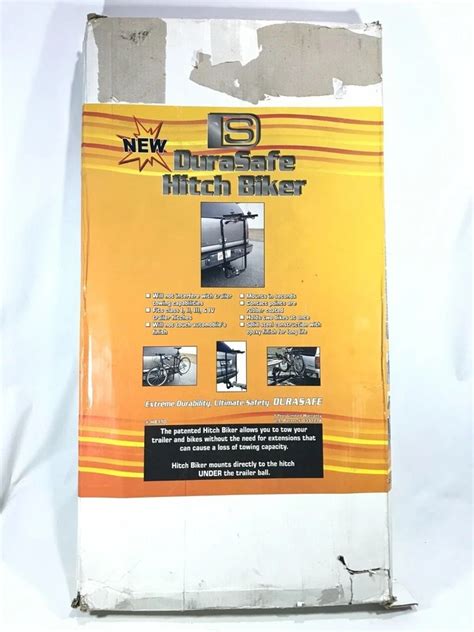 NEW
DS
DuraSafe
Hitch Biker
Will not interfere with trailer
towing capabilities
Fits class I, II, III, & IV
trailer hitches
Will not touch automobile's
finish
Mounts in seconds
Contact points are
rubber coated
Holds two bikes at once
Solid steel construction with
epoxy finish for long life
Extreme Durability, Ultimate Safety, DURASAFE
The patented Hitch Biker allows you to tow your
trailer and bikes without the need for extensions that
can cause a loss of towing capacity.
Hitch Biker mounts directly to the hitch
UNDER the trailer ball.